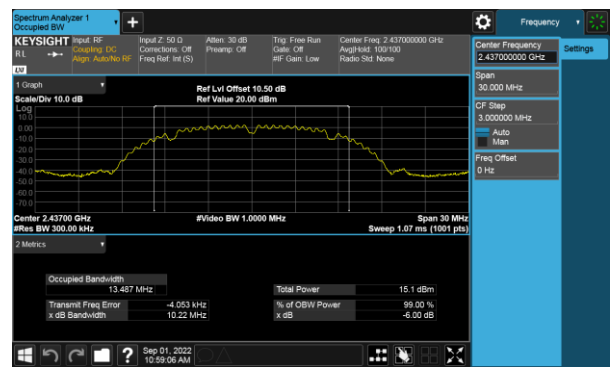 Spectrum Analyzer 1
Occupied BW
Frequency
KEYSIGHT
RL
Input: RF
Coupling: DC
Align: Auto/No RF
Input Z: 50 Ω
Corrections: Off
Freq Ref: Int (S)
Atten: 30 dB
Preamp: Off
Trig: Free Run
Gate: Off
#IF Gain: Low
Center Freq: 2.437000000 GHz
Avg|Hold: 100/100
Radio Std: None
Center Frequency
2.437000000 GHz
Settings
Span
30.000 MHz
CF Step
3.000000 MHz
Auto
Man
Freq Offset
0 Hz
1 Graph
Scale/Div 10.0 dB
Ref Lvl Offset 10.50 dB
Ref Value 20.00 dBm
Log
10.0
0.00
-10.0
-20.0
-30.0
-40.0
-50.0
-60.0
-70.0
Center 2.43700 GHz
#Video BW 1.0000 MHz
Span 30 MHz
#Res BW 300.00 kHz
Sweep 1.07 ms (1001 pts)
2 Metrics
Occupied Bandwidth
13.487 MHz
Total Power
15.1 dBm
Transmit Freq Error
-4.053 kHz
% of OBW Power
99.00 %
x dB Bandwidth
10.22 MHz
x dB
-6.00 dB
?
Sep 01, 2022
10:59:06 AM